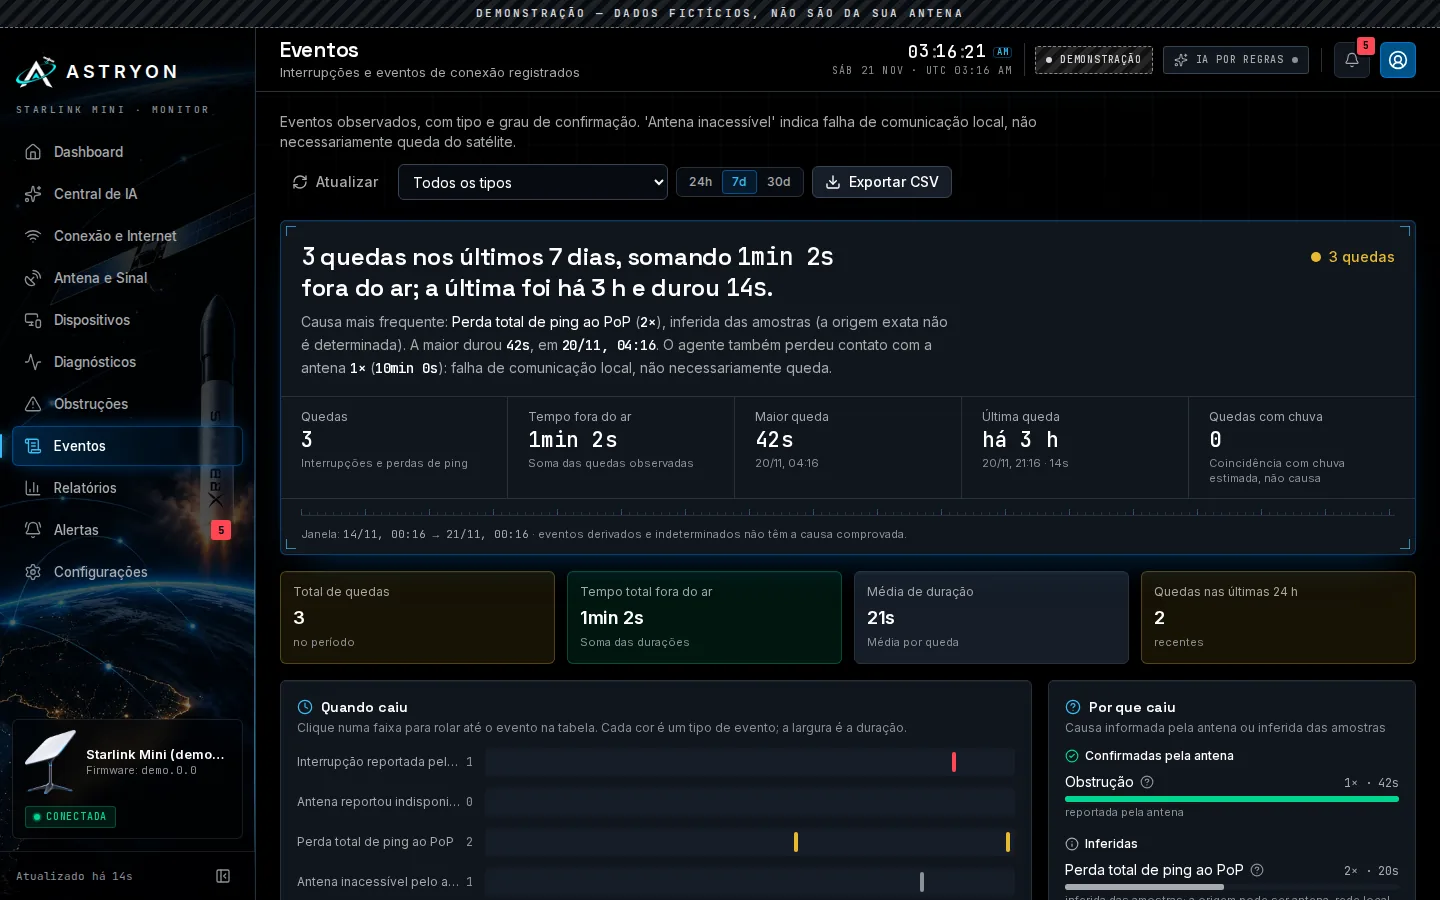 DEMONSTRAÇÃO — DADOS FICTÍCIOS, NÃO SÃO DA SUA ANTENA
ASTRYON
STARLINK MINI · MONITOR
Dashboard
Central de IA
Conexão e Internet
Antena e Sinal
Dispositivos
Diagnósticos
Obstruções
Eventos
Relatórios
Alertas 5
Configurações
Starlink Mini (demo…
Firmware: demo.0.0
CONECTADA
Atualizado há 14s
Eventos
Interrupções e eventos de conexão registrados
03:16:21 AM
SÁB 21 NOV · UTC 03:16 AM
DEMONSTRAÇÃO
IA POR REGRAS
5
Eventos observados, com tipo e grau de confirmação. 'Antena inacessível' indica falha de comunicação local, não
necessariamente queda do satélite.
Atualizar
Todos os tipos
24h 7d 30d
Exportar CSV
3 quedas nos últimos 7 dias, somando 1min 2s
fora do ar; a última foi há 3 h e durou 14s.
3 quedas
Causa mais frequente: Perda total de ping ao PoP (2×), inferida das amostras (a origem exata não
é determinada). A maior durou 42s, em 20/11, 04:16. O agente também perdeu contato com a
antena 1× (10min 0s): falha de comunicação local, não necessariamente queda.
Quedas
3
Interrupções e perdas de ping
Tempo fora do ar
1min 2s
Soma das quedas observadas
Maior queda
42s
20/11, 04:16
Última queda
há 3 h
20/11, 21:16 · 14s
Quedas com chuva
0
Coincidência com chuva
estimada, não causa
Janela: 14/11, 00:16 → 21/11, 00:16 · eventos derivados e indeterminados não têm a causa comprovada.
Total de quedas
3
no período
Tempo total fora do ar
1min 2s
Soma das durações
Média de duração
21s
Média por queda
Quedas nas últimas 24 h
2
recentes
Quando caiu
Clique numa faixa para rolar até o evento na tabela. Cada cor é um tipo de evento; a largura é a duração.
Interrupção reportada pel… 1
Antena reportou indisponi… 0
Perda total de ping ao PoP 2
Antena inacessível pelo a… 1
Por que caiu
Causa informada pela antena ou inferida das amostras
Confirmadas pela antena
Obstrução 1× · 42s
reportada pela antena
Inferidas
Perda total de ping ao PoP 2× · 20s
inferida das amostras; a origem pode ser antena, rede local